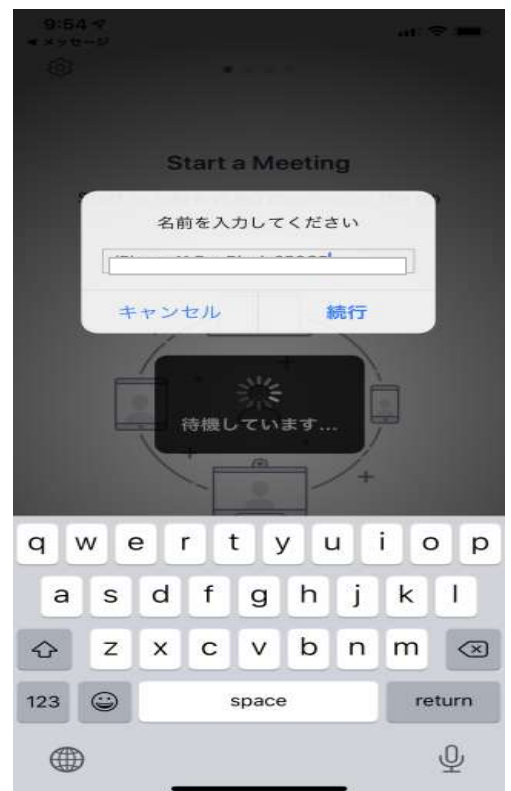 9:54
◀ メッセージ
Start a Meeting
名前を入力してください
キャンセル 続行
待機しています...
q w e r t y u i o p
a s d f g h j k l
z x c v b n m
123 space return